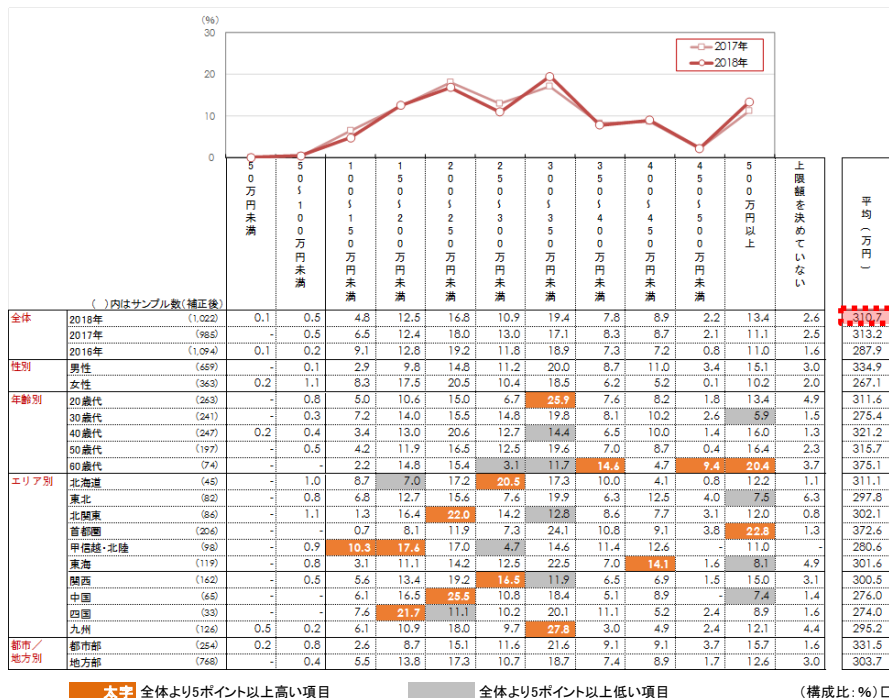 (%)
30
20
10
0
2017年
2018年
50万円未満
50～100万円未満
100～150万円未満
150～200万円未満
200～250万円未満
250～300万円未満
300～350万円未満
350～400万円未満
400～450万円未満
450～500万円未満
500万円以上
上限額を決めていない
平均(万円)
( )内はサンプル数(補正後)
全体 2018年 (1,022) 0.1 0.5 4.8 12.5 16.8 10.9 19.4 7.8 8.9 2.2 13.4 2.6 310.7
2017年 (985) - 0.5 6.5 12.4 18.0 13.0 17.1 8.3 8.7 2.1 11.1 2.5 313.2
2016年 (1,094) 0.1 0.2 9.1 12.8 19.2 11.8 18.9 7.3 7.2 0.8 11.0 1.6 287.9
性別 男性 (659) - 0.1 2.9 9.8 14.8 11.2 20.0 8.7 11.0 3.4 15.1 3.0 334.9
女性 (363) 0.2 1.1 8.3 17.5 20.5 10.4 18.5 6.2 5.2 0.1 10.2 2.0 267.1
年齢別 20歳代 (263) - 0.8 5.0 10.6 15.0 6.7 25.9 7.6 8.2 1.8 13.4 4.9 311.6
30歳代 (241) - 0.3 7.2 14.0 15.5 14.8 19.8 8.1 10.2 2.6 5.9 1.5 275.4
40歳代 (247) 0.2 0.4 3.4 13.0 20.6 12.7 14.4 6.5 10.0 1.4 16.0 1.3 321.2
50歳代 (197) - 0.5 4.2 11.9 16.5 12.5 19.6 7.0 8.7 0.4 16.4 2.3 315.7
60歳代 (74) - - 2.2 14.8 15.4 3.1 11.7 14.6 4.7 9.4 20.4 3.7 375.1
エリア別 北海道 (45) - 1.0 8.7 7.0 17.2 20.5 17.3 10.0 4.1 0.8 12.2 1.1 311.1
東北 (82) - 0.8 6.8 12.7 15.6 7.6 19.9 6.3 12.5 4.0 7.5 6.3 297.8
北関東 (86) - 1.1 1.3 16.4 22.0 14.2 12.8 8.6 7.7 3.1 12.0 0.8 302.1
首都圏 (206) - - 0.7 8.1 11.9 7.3 24.1 10.8 9.1 3.8 22.8 1.3 372.6
甲信越・北陸 (98) - 0.9 10.3 17.6 17.0 4.7 14.6 11.4 12.6 - 11.0 - 280.6
東海 (119) - 0.8 3.1 11.1 14.2 12.5 22.5 7.0 14.1 1.6 8.1 4.9 301.6
関西 (162) - 0.5 5.6 13.4 19.2 16.5 11.9 6.5 6.9 1.5 15.0 3.1 300.5
中国 (65) - - 6.1 16.5 25.5 10.8 18.4 5.1 8.9 - 7.4 1.4 276.0
四国 (33) - - 7.6 21.7 11.1 10.2 20.1 11.1 5.2 2.4 8.9 1.6 274.0
九州 (126) 0.5 0.2 6.1 10.9 18.0 9.7 27.8 3.0 4.9 2.4 12.1 4.4 295.2
都市/地方別 都市部 (254) 0.2 0.8 2.6 8.7 15.1 11.6 21.6 9.1 9.1 3.7 15.7 1.6 331.5
地方部 (768) - 0.4 5.5 13.8 17.3 10.7 18.7 7.4 8.9 1.7 12.6 3.0 303.7
太字 全体より5ポイント以上高い項目 全体より5ポイント以上低い項目 (構成比:%)